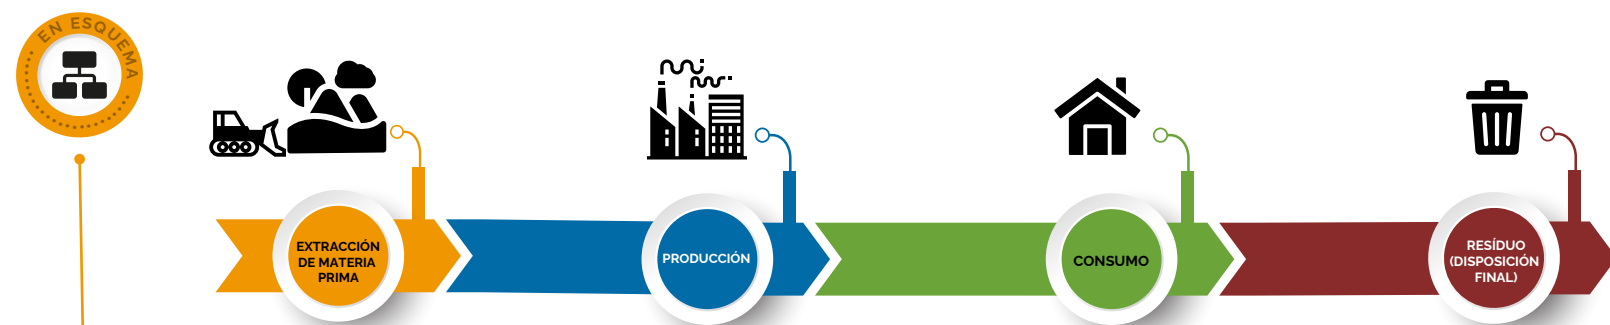 EN ESQUEMA
EXTRACCIÓN
DE MATERIA
PRIMA
PRODUCCIÓN
CONSUMO
RESÍDUO
(DISPOSICIÓN
FINAL)